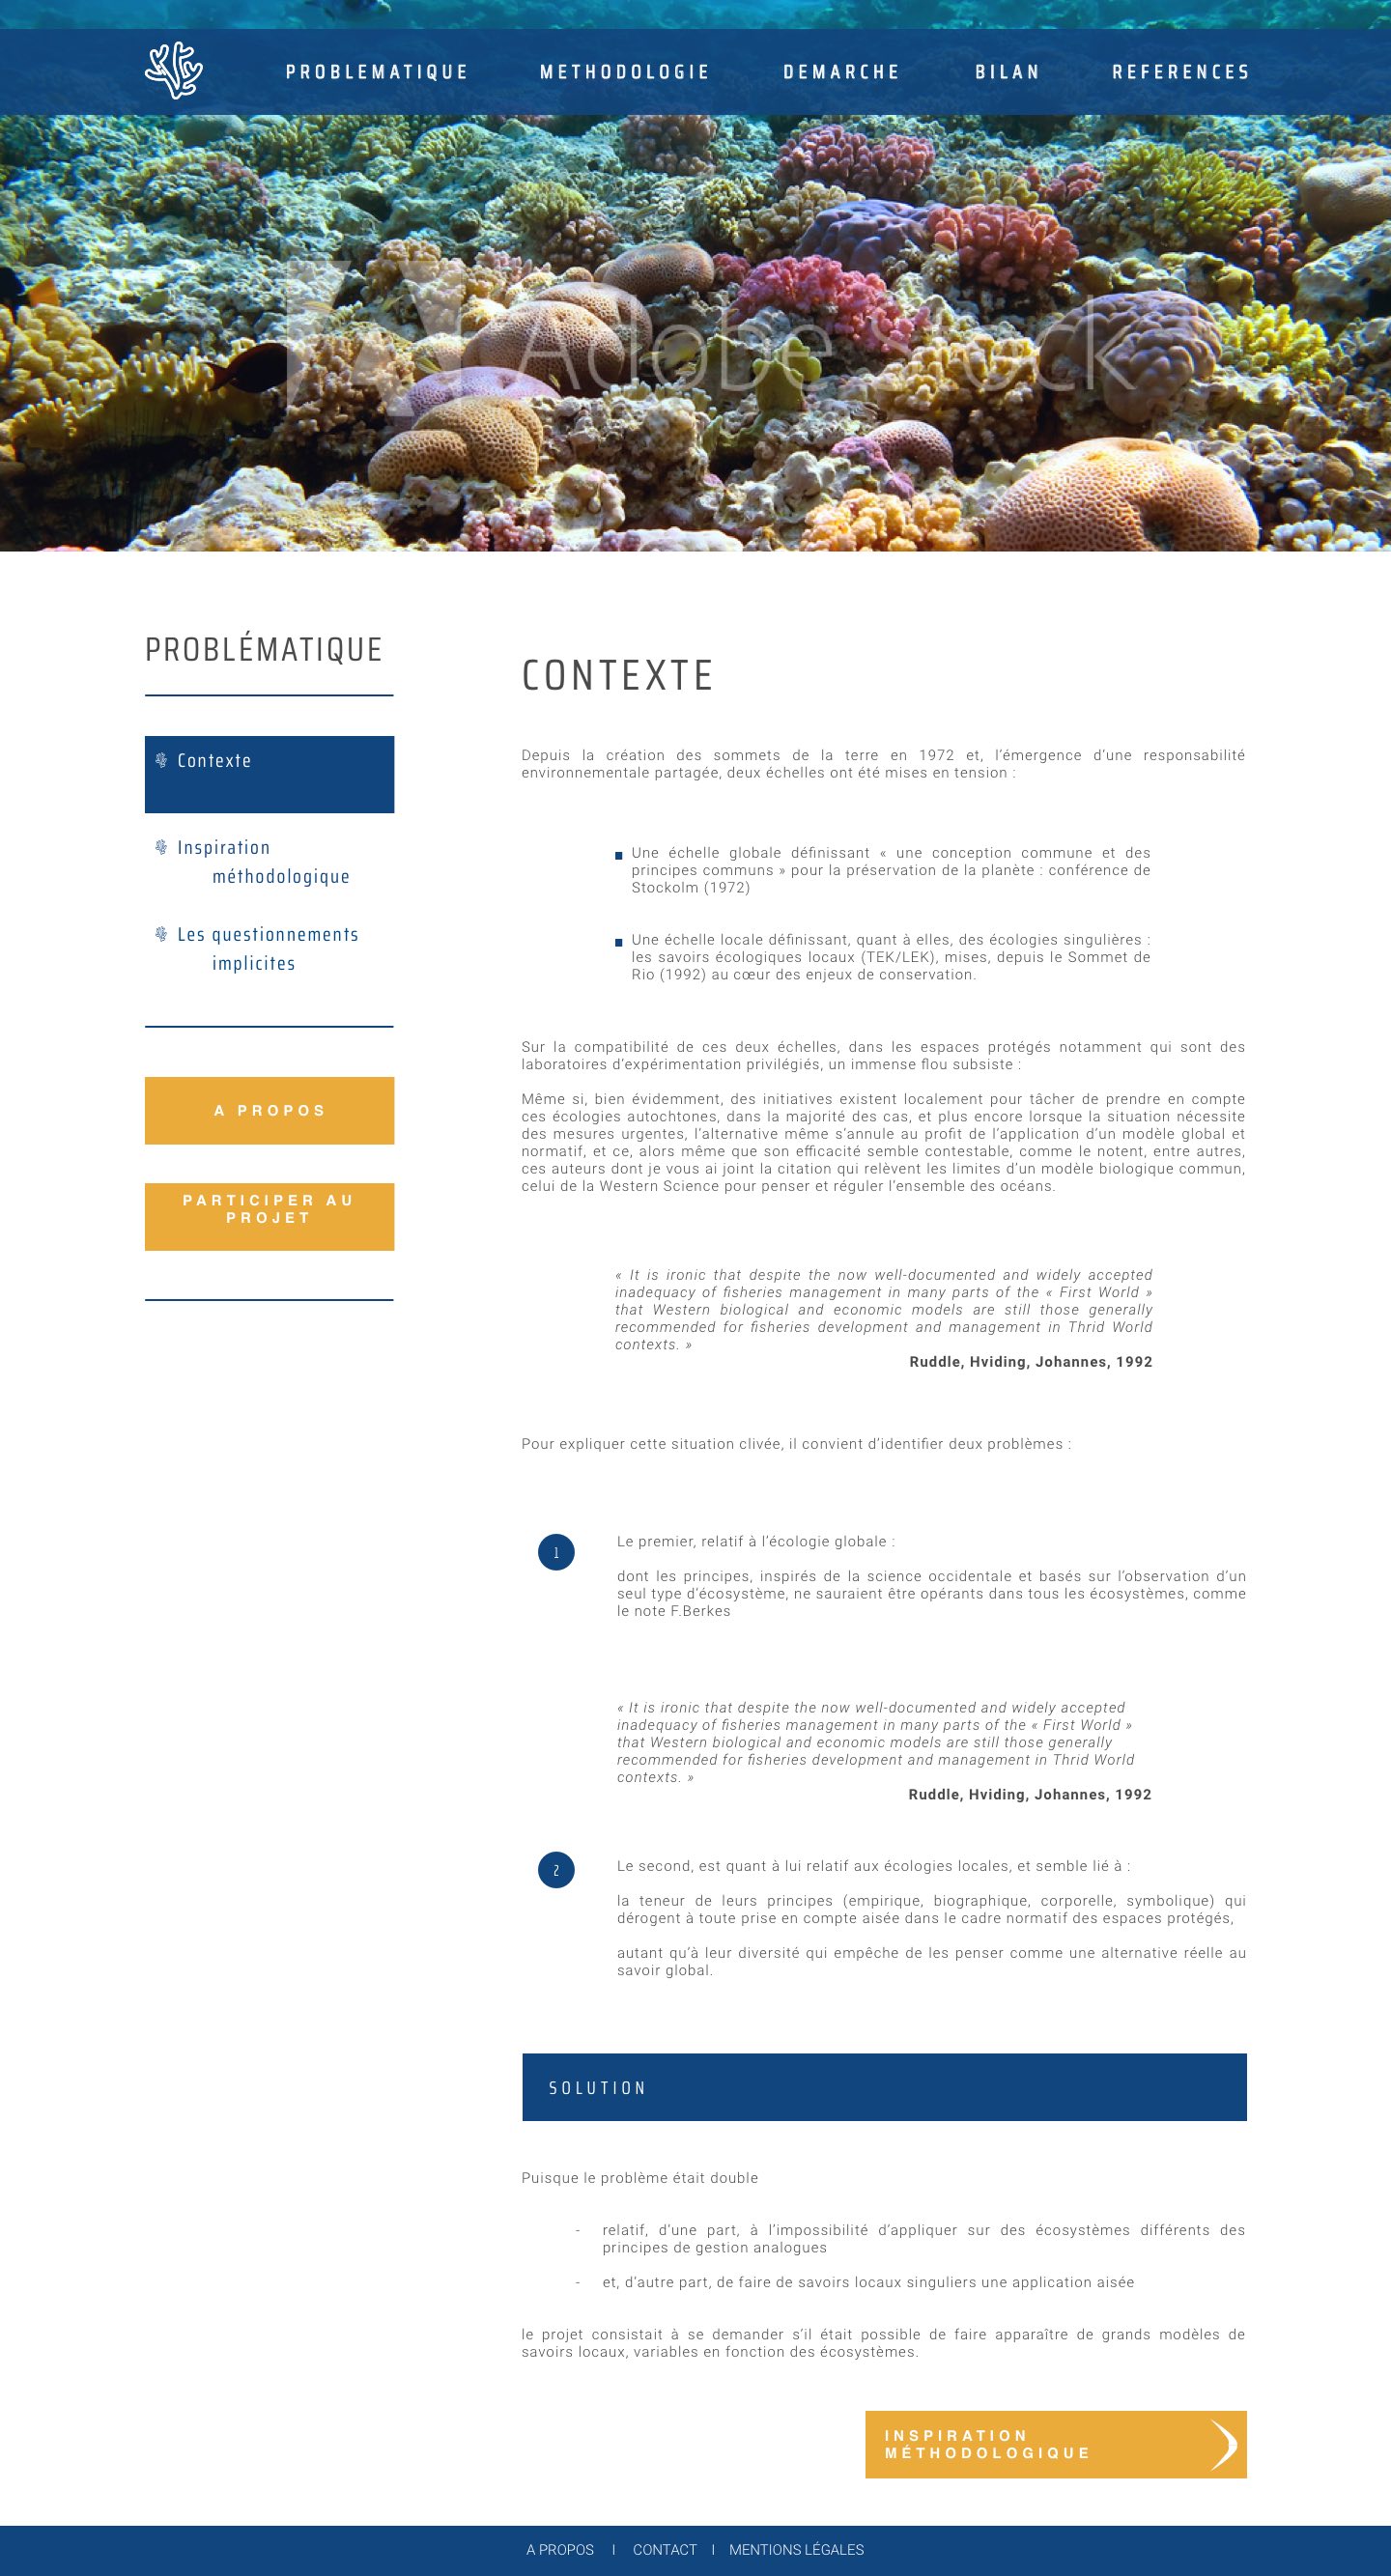 PROBLEMATIQUE METHODOLOGIE DEMARCHE BILAN REFERENCES
Adobe Stock
PROBLÉMATIQUE
Contexte
Inspiration
méthodologique
Les questionnements
implicites
A PROPOS
PARTICIPER AU
PROJET
CONTEXTE
Depuis la création des sommets de la terre en 1972 et, l'émergence d'une responsabilité
environnementale partagée, deux échelles ont été mises en tension :
Une échelle globale définissant « une conception commune et des
principes communs » pour la préservation de la planète : conférence de
Stockolm (1972)
Une échelle locale définissant, quant à elles, des écologies singulières :
les savoirs écologiques locaux (TEK/LEK), mises, depuis le Sommet de
Rio (1992) au cœur des enjeux de conservation.
Sur la compatibilité de ces deux échelles, dans les espaces protégés notamment qui sont des
laboratoires d'expérimentation privilégiés, un immense flou subsiste :
Même si, bien évidemment, des initiatives existent localement pour tâcher de prendre en compte
ces écologies autochtones, dans la majorité des cas, et plus encore lorsque la situation nécessite
des mesures urgentes, l'alternative même s'annule au profit de l'application d'un modèle global et
normatif, et ce, alors même que son efficacité semble contestable, comme le notent, entre autres,
ces auteurs dont je vous ai joint la citation qui relèvent les limites d'un modèle biologique commun,
celui de la Western Science pour penser et réguler l'ensemble des océans.
« It is ironic that despite the now well-documented and widely accepted
inadequacy of fisheries management in many parts of the « First World »
that Western biological and economic models are still those generally
recommended for fisheries development and management in Thrid World
contexts. »
Ruddle, Hviding, Johannes, 1992
Pour expliquer cette situation clivée, il convient d'identifier deux problèmes :
1
Le premier, relatif à l'écologie globale :
dont les principes, inspirés de la science occidentale et basés sur l'observation d'un
seul type d'écosystème, ne sauraient être opérants dans tous les écosystèmes, comme
le note F.Berkes
« It is ironic that despite the now well-documented and widely accepted
inadequacy of fisheries management in many parts of the « First World »
that Western biological and economic models are still those generally
recommended for fisheries development and management in Thrid World
contexts. »
Ruddle, Hviding, Johannes, 1992
2
Le second, est quant à lui relatif aux écologies locales, et semble lié à :
la teneur de leurs principes (empirique, biographique, corporelle, symbolique) qui
dérogent à toute prise en compte aisée dans le cadre normatif des espaces protégés,
autant qu'à leur diversité qui empêche de les penser comme une alternative réelle au
savoir global.
SOLUTION
Puisque le problème était double
- relatif, d'une part, à l'impossibilité d'appliquer sur des écosystèmes différents des
principes de gestion analogues
- et, d'autre part, de faire de savoirs locaux singuliers une application aisée
le projet consistait à se demander s'il était possible de faire apparaître de grands modèles de
savoirs locaux, variables en fonction des écosystèmes.
INSPIRATION
MÉTHODOLOGIQUE
A PROPOS I CONTACT I MENTIONS LÉGALES